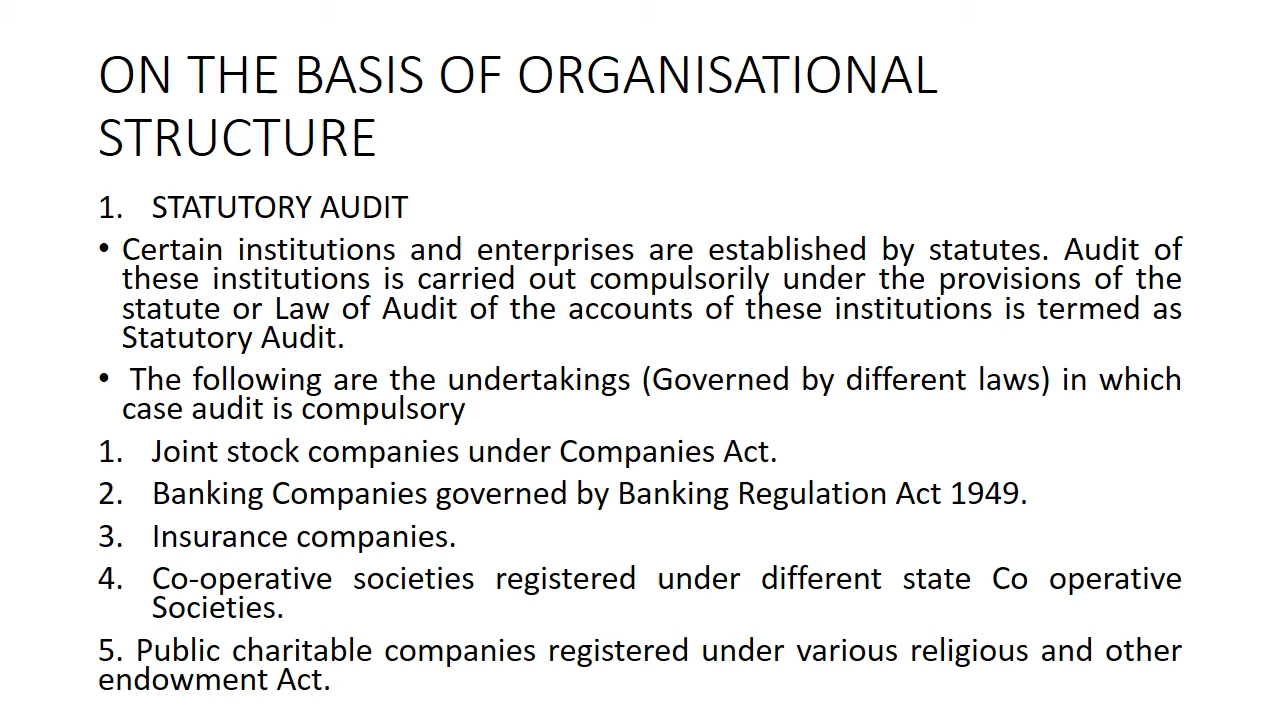 ON THE BASIS OF ORGANISATIONAL
STRUCTURE
1. STATUTORY AUDIT
• Certain institutions and enterprises are established by statutes. Audit of
these institutions is carried out compulsorily under the provisions of the
statute or Law of Audit of the accounts of these institutions is termed as
Statutory Audit.
• The following are the undertakings (Governed by different laws) in which
case audit is compulsory
1. Joint stock companies under Companies Act.
2. Banking Companies governed by Banking Regulation Act 1949.
3. Insurance companies.
4. Co-operative societies registered under different state Co operative
Societies.
5. Public charitable companies registered under various religious and other
endowment Act.